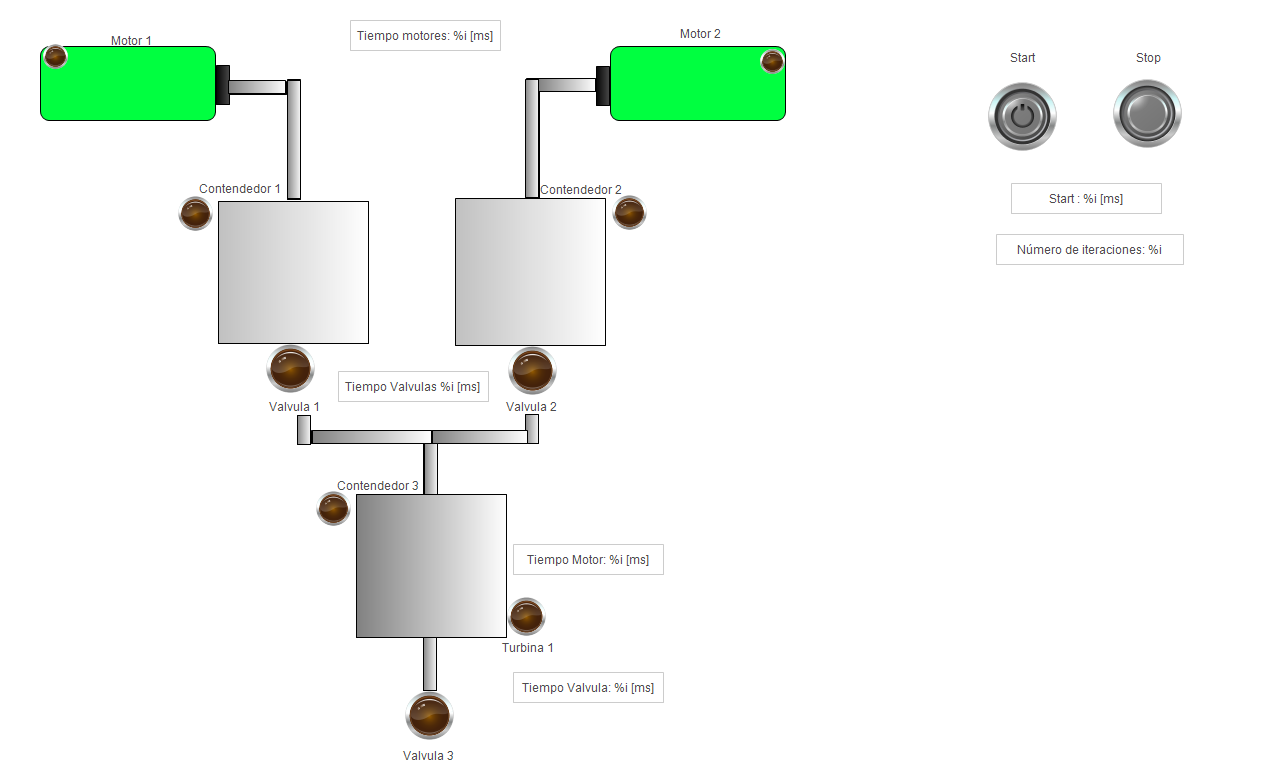 Motor 1
Tiempo motores: %i [ms]
Motor 2
Start
Stop
Contendedor 1
Contendedor 2
Start : %i [ms]
Número de iteraciones: %i
Tiempo Valvulas %i [ms]
Valvula 1
Valvula 2
Contendedor 3
Tiempo Motor: %i [ms]
Turbina 1
Tiempo Valvula: %i [ms]
Valvula 3